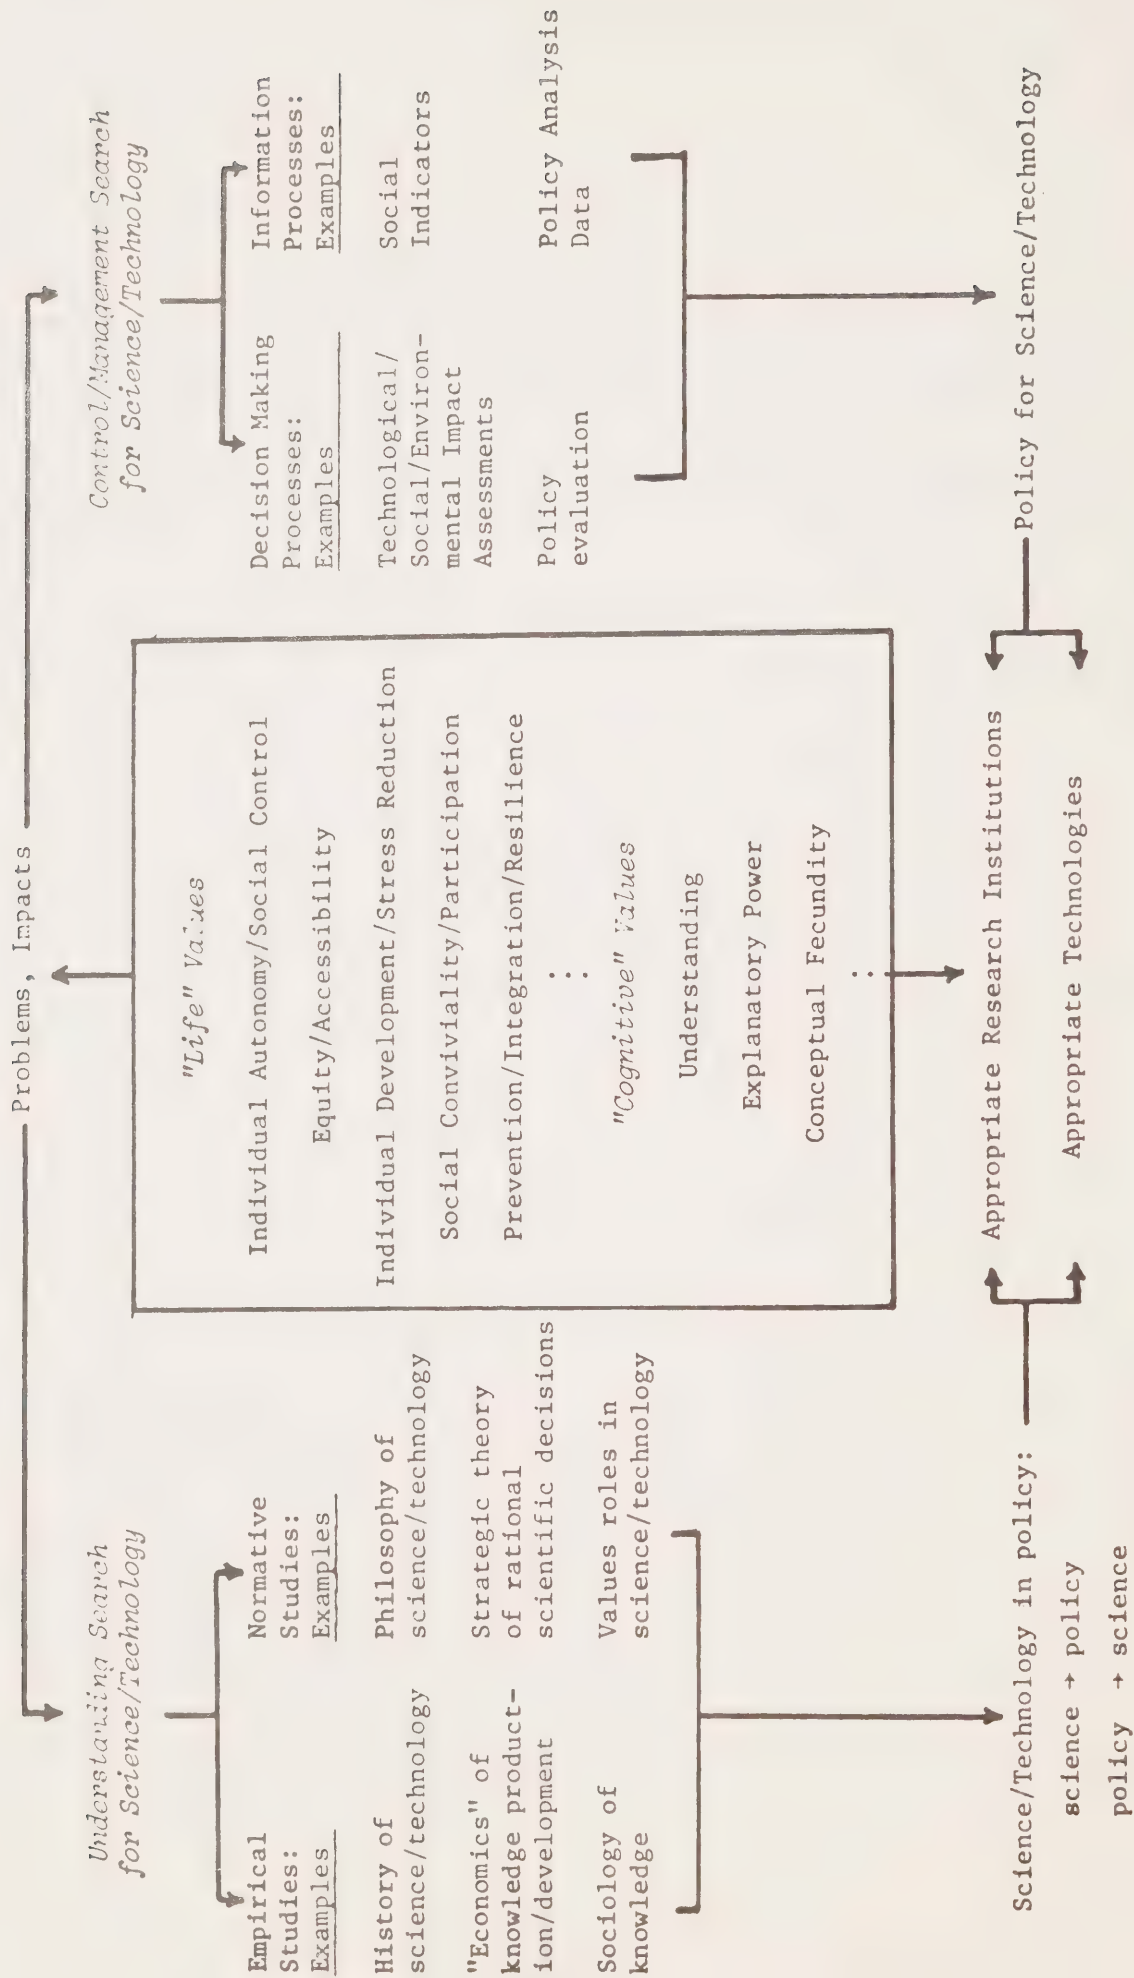 Problems, Impacts
Understanding Search
for Science/Technology
Empirical
Studies:
Examples
History of
science/technology
"Economics" of
knowledge product-
ion/development
Sociology of
knowledge
Normative
Studies:
Examples
Philosophy of
science/technology
Strategic theory
of rational
scientific decisions
Values roles in
science/technology
Science/Technology in policy:
science → policy
policy → science
"Life" Values
Individual Autonomy/Social Control
Equity/Accessibility
Individual Development/Stress Reduction
Social Conviviality/Participation
Prevention/Integration/Resilience
:
"Cognitive" Values
Understanding
Explanatory Power
Conceptual Fecundity
:
Appropriate Research Institutions
Appropriate Technologies
Control/Management Search
for Science/Technology
Decision Making
Processes:
Examples
Technological/
Social/Environ-
mental Impact
Assessments
Policy
evaluation
Information
Processes:
Examples
Social
Indicators
Policy Analysis
Data
Policy for Science/Technology